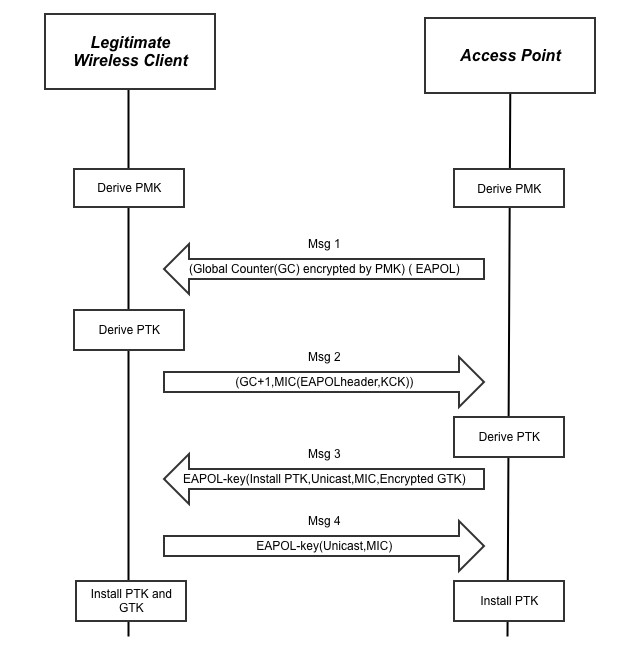 Legitimate
Wireless Client
Access Point
Derive PMK
Derive PMK
Msg 1
(Global Counter(GC) encrypted by PMK) ( EAPOL)
Derive PTK
Msg 2
(GC+1,MIC(EAPOLheader,KCK))
Derive PTK
Msg 3
EAPOL-key(Install PTK,Unicast,MIC,Encrypted GTK)
Msg 4
EAPOL-key(Unicast,MIC)
Install PTK and
GTK
Install PTK